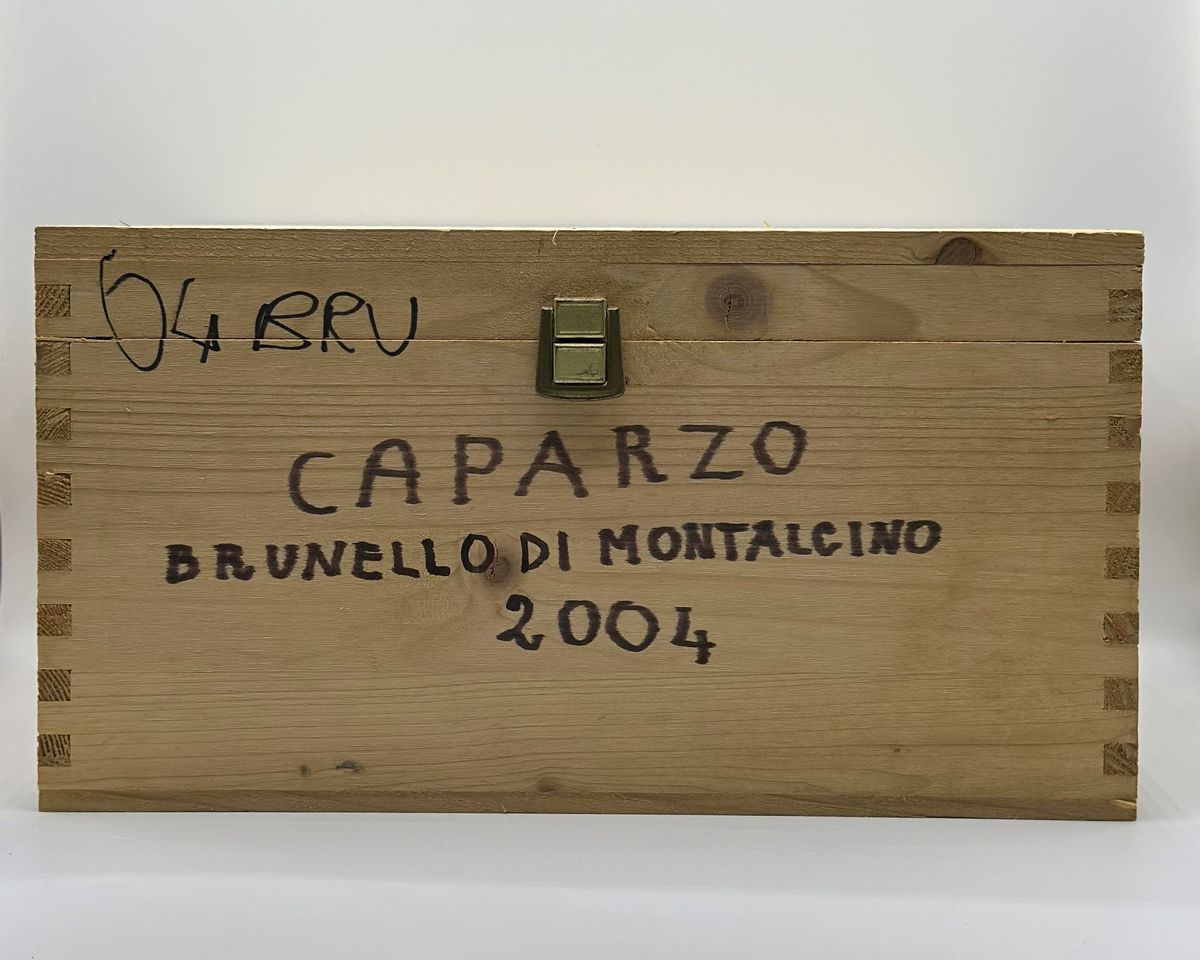 04 BRU
CAPARZO
BRUNELLO DI MONTALCINO
2004